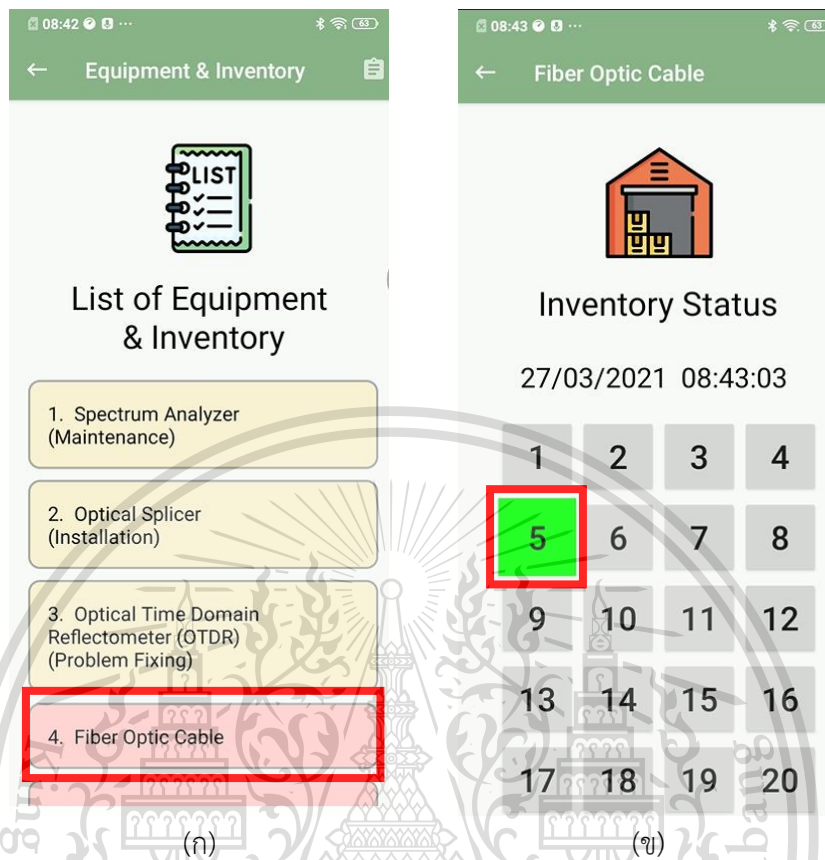 08:42
63
Equipment & Inventory
LIST
List of Equipment
& Inventory
1. Spectrum Analyzer
(Maintenance)
2. Optical Splicer
(Installation)
3. Optical Time Domain
Reflectometer (OTDR)
(Problem Fixing)
4. Fiber Optic Cable
(ก)
08:43
63
Fiber Optic Cable
Inventory Status
27/03/2021 08:43:03
1 2 3 4
5 6 7 8
9 10 11 12
13 14 15 16
17 18 19 20
(ข)